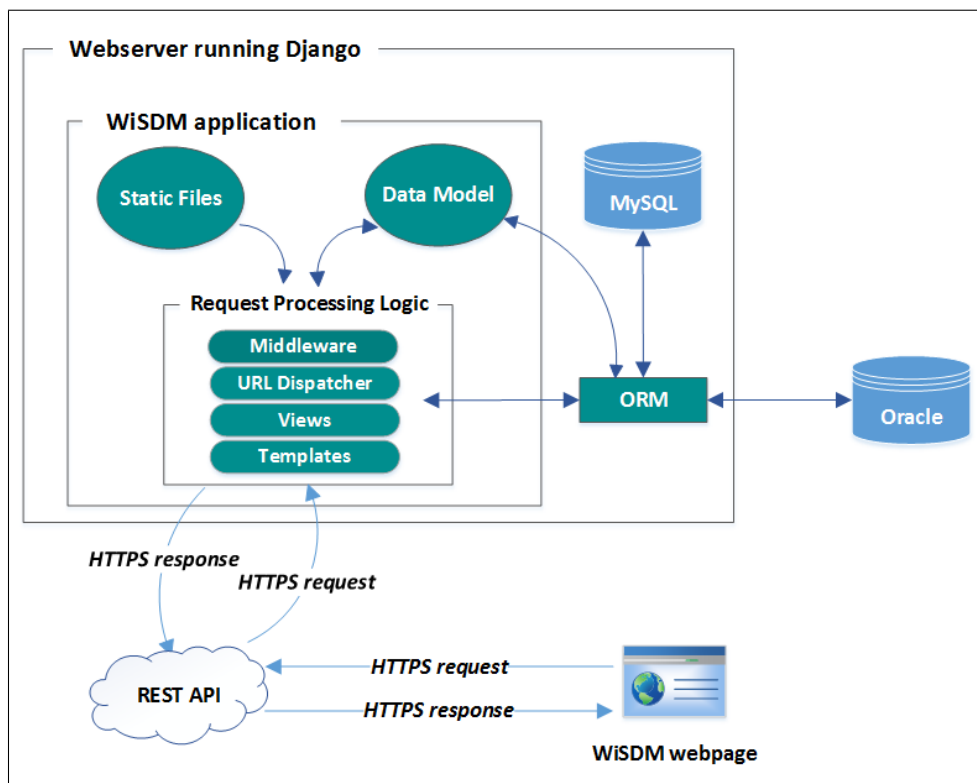 Webserver running Django
WiSDM application
Static Files
Data Model
MySQL
Request Processing Logic
Middleware
URL Dispatcher
Views
Templates
ORM
Oracle
HTTPS response
HTTPS request
REST API
HTTPS request
HTTPS response
WiSDM webpage